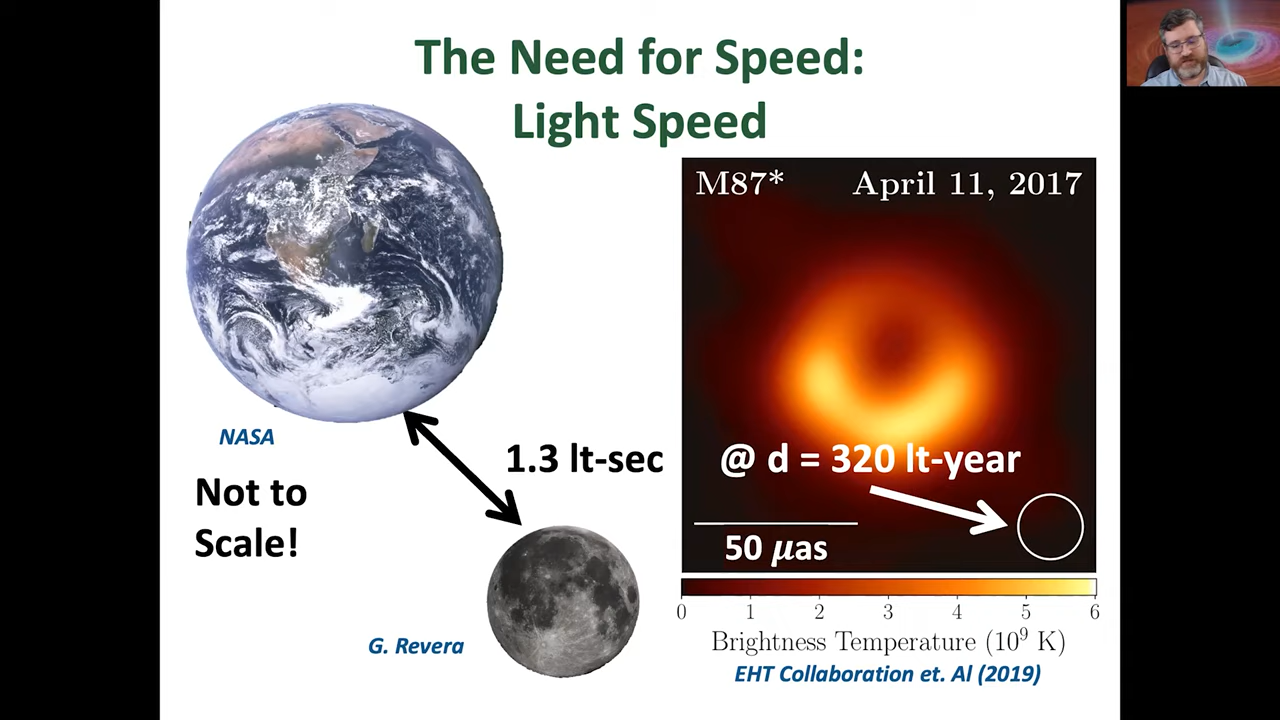 The Need for Speed:
Light Speed
NASA
Not to
Scale!
1.3 lt-sec
G. Revera
M87* April 11, 2017
@ d = 320 lt-year
50 𝝁as
0 1 2 3 4 5 6
Brightness Temperature (10⁹ K)
EHT Collaboration et. Al (2019)